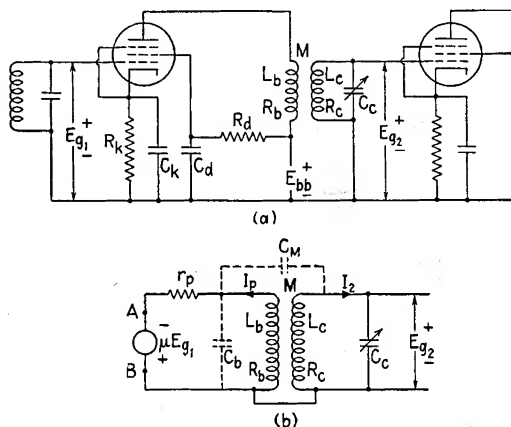 M
L_b
L_c
R_b
R_c
C_c
E_g1
+
-
R_k
C_k
C_d
R_d
E_bb
+
-
E_g2
+
-
(a)
C_M
r_p
I_p
M
I_2
A
-
μE_g1
+
B
C_b
L_b
L_c
R_b
R_c
C_c
E_g2
+
-
(b)